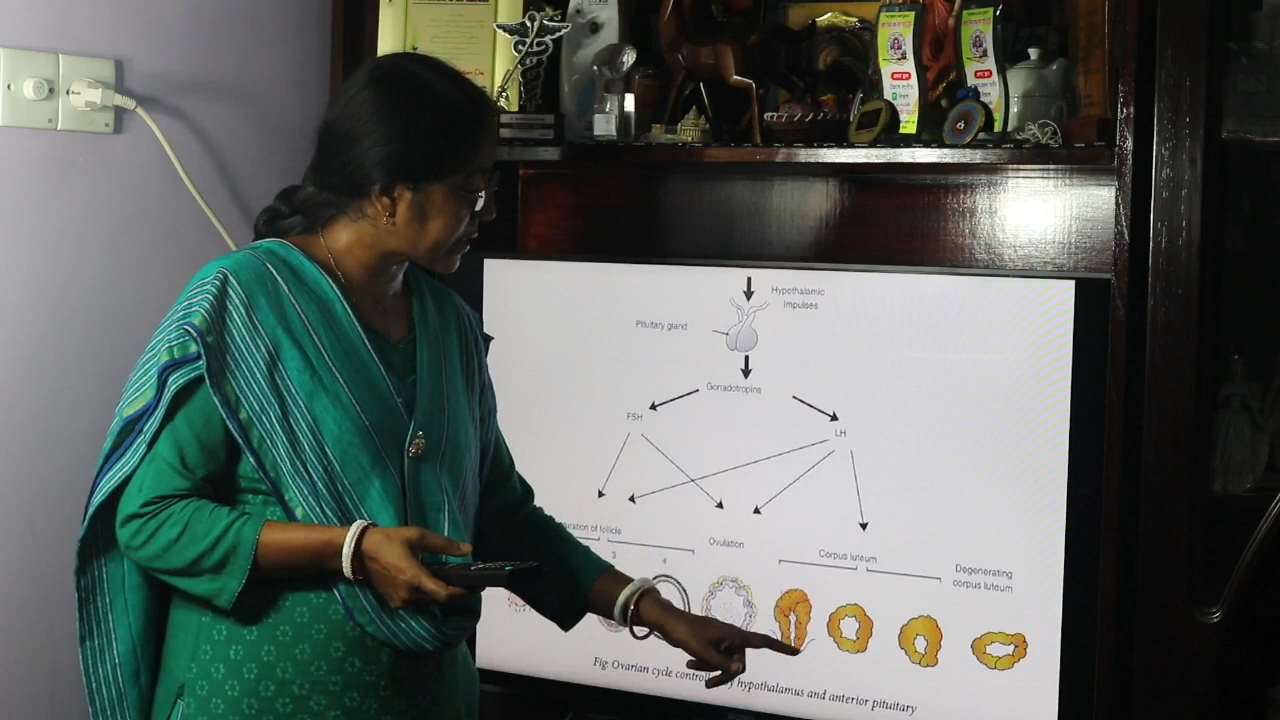 Hypothalamic
impulses
Pituitary gland
Gonadotropins
FSH
LH
uration of follicle
Ovulation
Corpus luteum
3
4
Degenerating
corpus luteum
Fig: Ovarian cycle control by hypothalamus and anterior pituitary